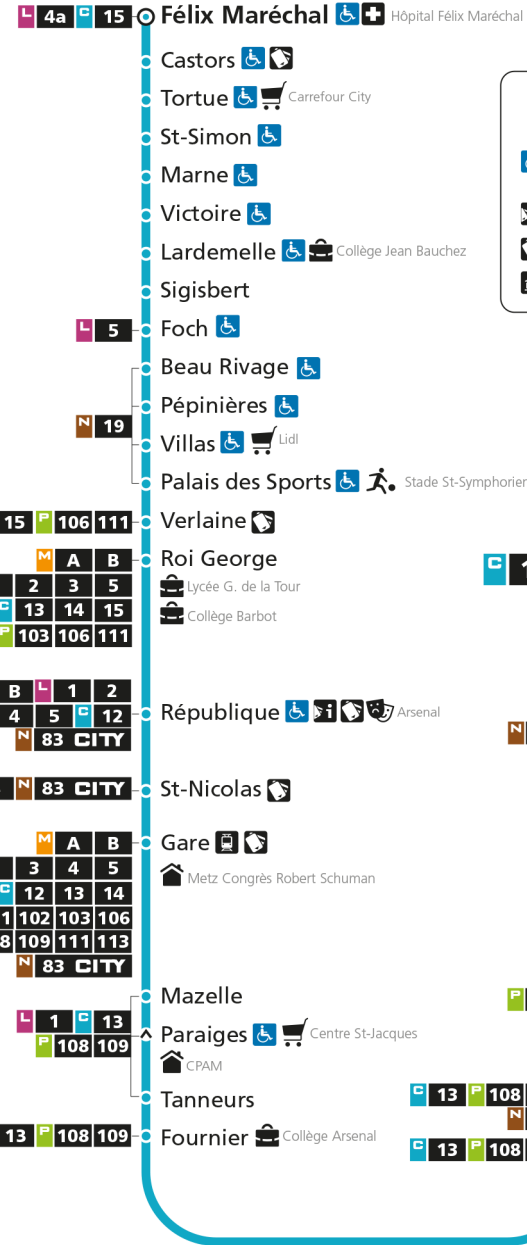 L 4a C 15 Félix Maréchal Hôpital Félix Maréchal
Castors
Tortue Carrefour City
St-Simon
Marne
Victoire
Lardemelle Collège Jean Bauchez
Sigisbert
L 5 Foch
Beau Rivage
Pépinières
N 19
Villas Lidl
Palais des Sports Stade St-Symphorien
15 P 106 111 Verlaine
M A B Roi George
2 3 5 Lycée G. de la Tour
C 13 14 15 Collège Barbot
P 103 106 111
C 1
B L 1 2
4 5 C 12 République i Arsenal
N 83 CITY
N
N 83 CITY St-Nicolas
M A B Gare
3 4 5 Metz Congrès Robert Schuman
C 12 13 14
1 102 103 106
8 109 111 113
N 83 CITY
Mazelle
P
L 1 C 13 Paraiges Centre St-Jacques
P 108 109 CPAM
Tanneurs
C 13 P 108
N
13 P 108 109 Fournier Collège Arsenal
C 13 P 108